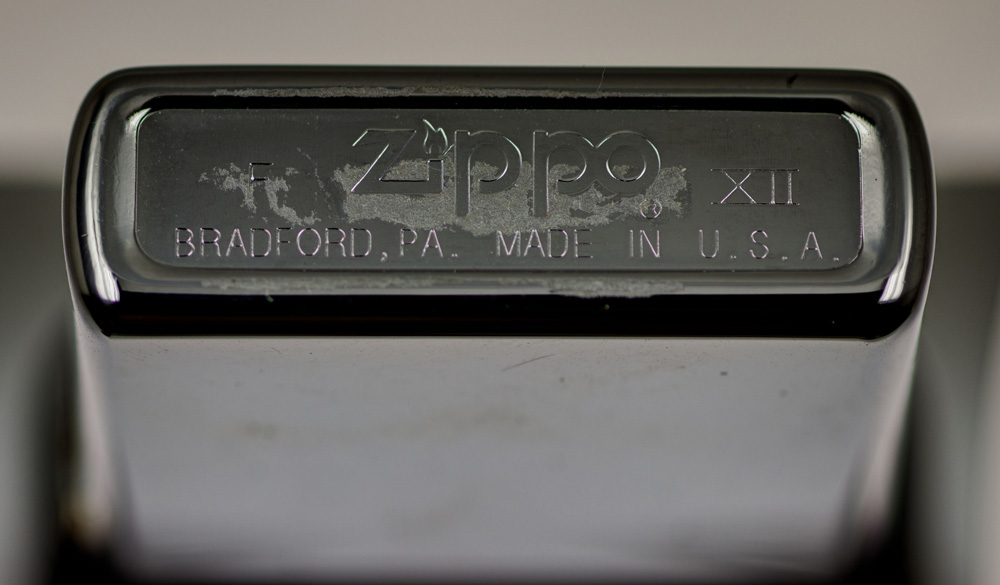 F Zippo ® XII
BRADFORD, PA. MADE IN U.S.A.